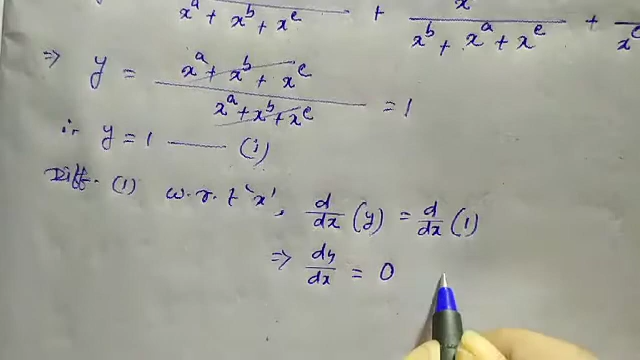 x^a + x^b + x^c + x / x^b + x^a + x^c + x^c
⇒ y = x^a + x^b + x^c / x^a + x^b + x^c = 1
∴ y = 1 —— (1)
Diff. (1) w.r.t 'x', d/dx (y) = d/dx (1)
⇒ dy/dx = 0